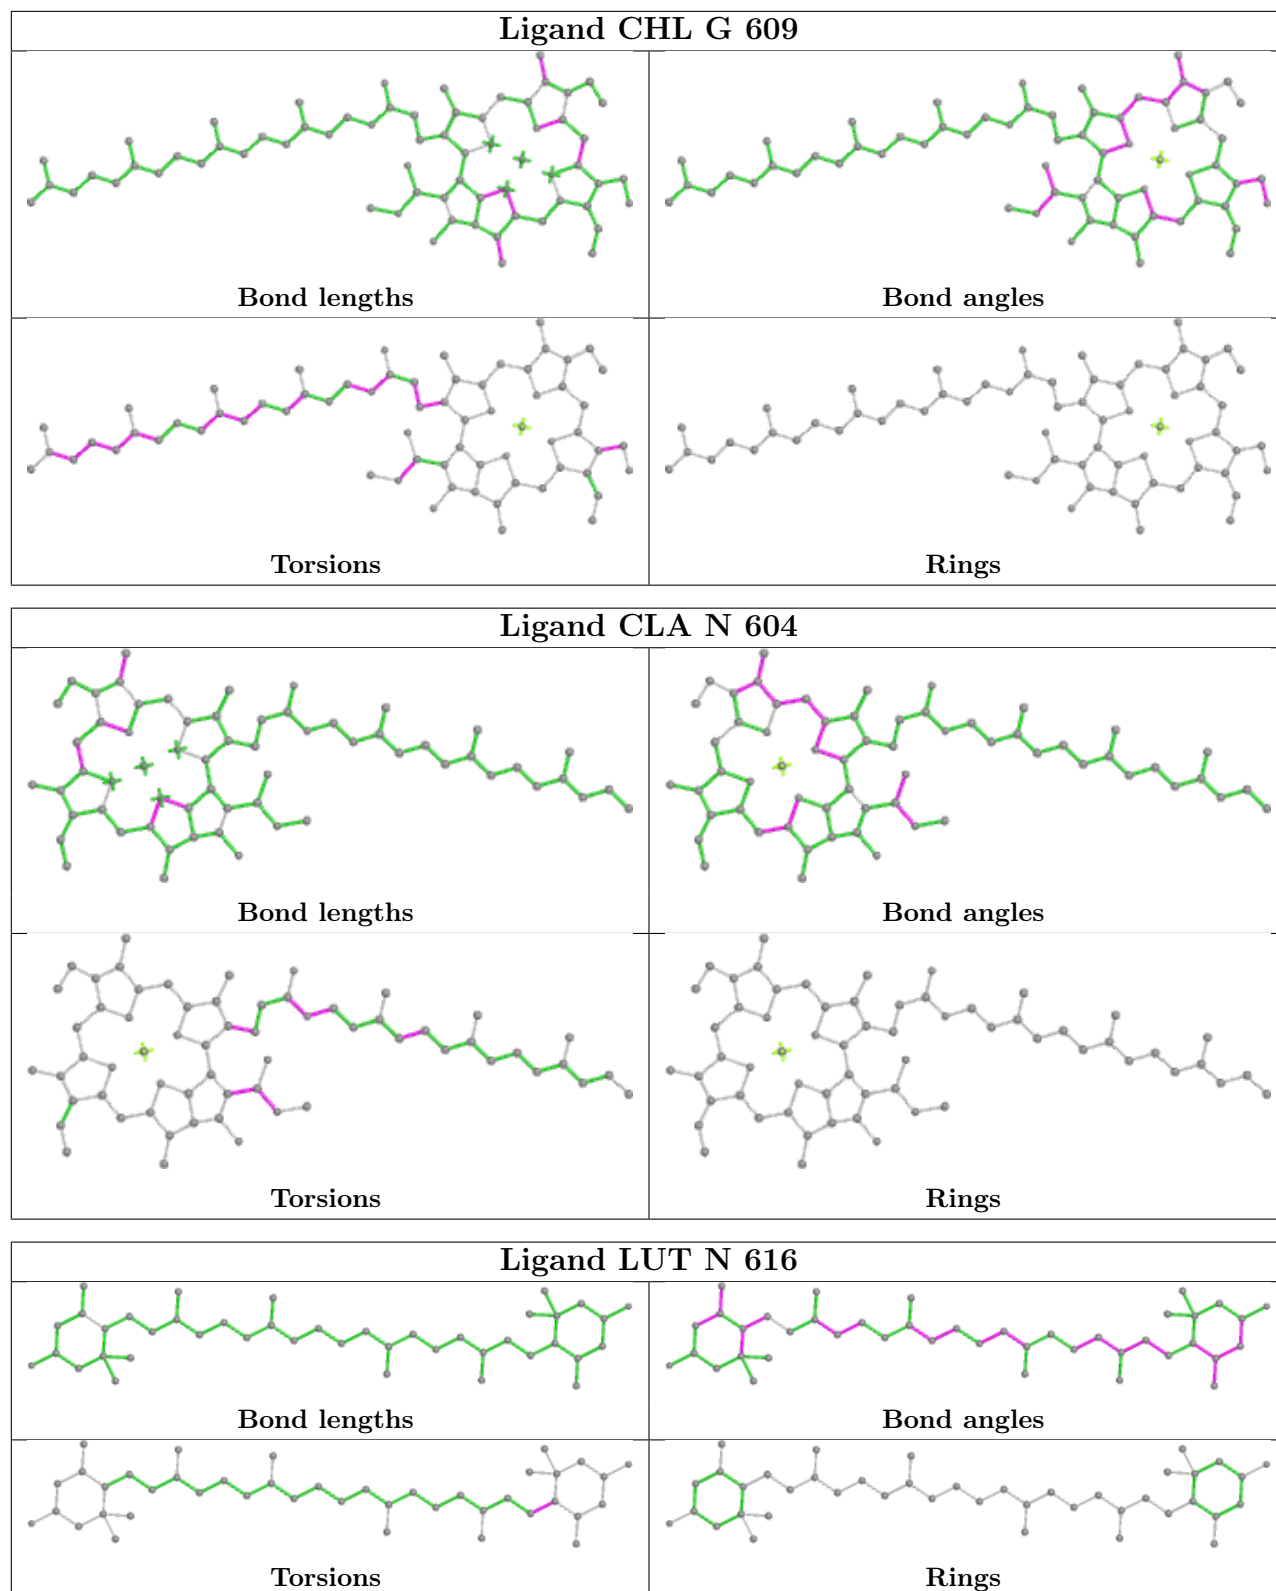 Ligand CHL G 609
Bond lengths
Bond angles
Torsions
Rings
Ligand CLA N 604
Bond lengths
Bond angles
Torsions
Rings
Ligand LUT N 616
Bond lengths
Bond angles
Torsions
Rings